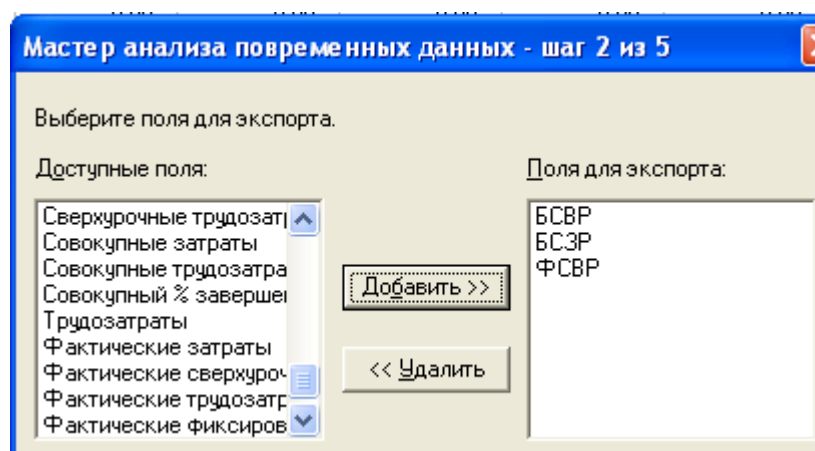 Мастер анализа повременных данных - шаг 2 из 5
Выберите поля для экспорта.
Доступные поля:
Поля для экспорта:
Сверхурочные трудозат
Совокупные затраты
Совокупные трудозатра
Совокупный % заверше
Трудозатраты
Фактические затраты
Фактические сверхуроч
Фактические трудозатр
Фактические фиксиров
Добавить >>
<< Удалить
БСВР
БСЗР
ФСВР